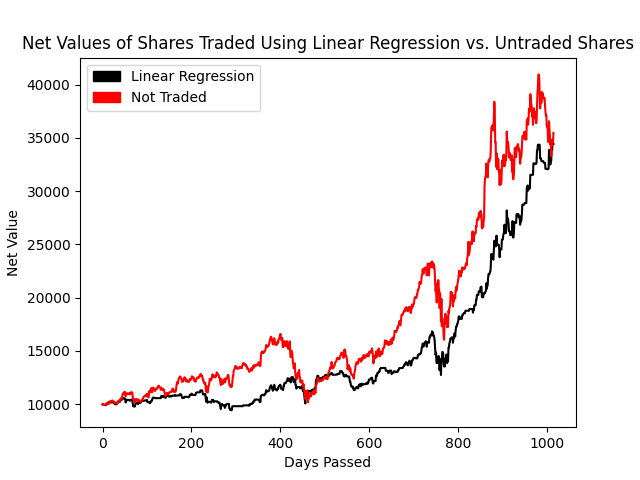 Net Values of Shares Traded Using Linear Regression vs. Untraded Shares
Linear Regression
Not Traded
40000
35000
30000
25000
20000
15000
10000
Net Value
0 200 400 600 800 1000
Days Passed